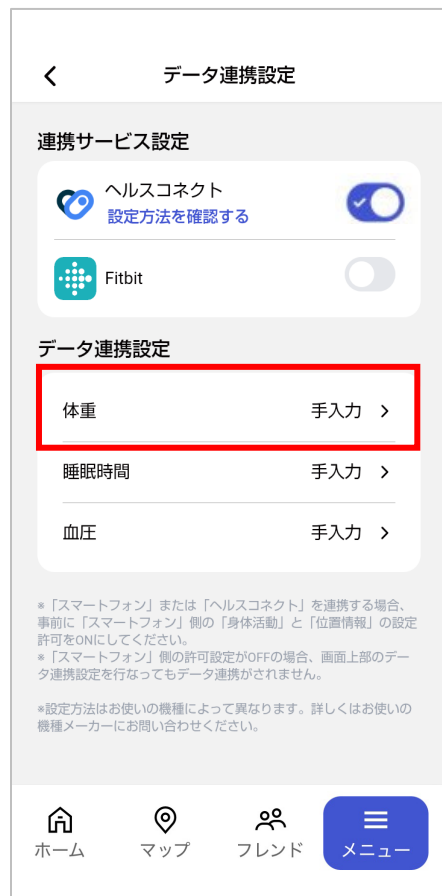 データ連携設定
連携サービス設定
ヘルスコネクト
設定方法を確認する
Fitbit
データ連携設定
体重 手入力
睡眠時間 手入力
血圧 手入力
※「スマートフォン」または「ヘルスコネクト」を連携する場合、
事前に「スマートフォン」側の「身体活動」と「位置情報」の設定
許可をONにしてください。
※「スマートフォン」側の許可設定がOFFの場合、画面上部のデー
タ連携設定を行なってもデータ連携がされません。
※設定方法はお使いの機種によって異なります。詳しくはお使いの
機種メーカーにお問い合わせください。
ホーム マップ フレンド メニュー